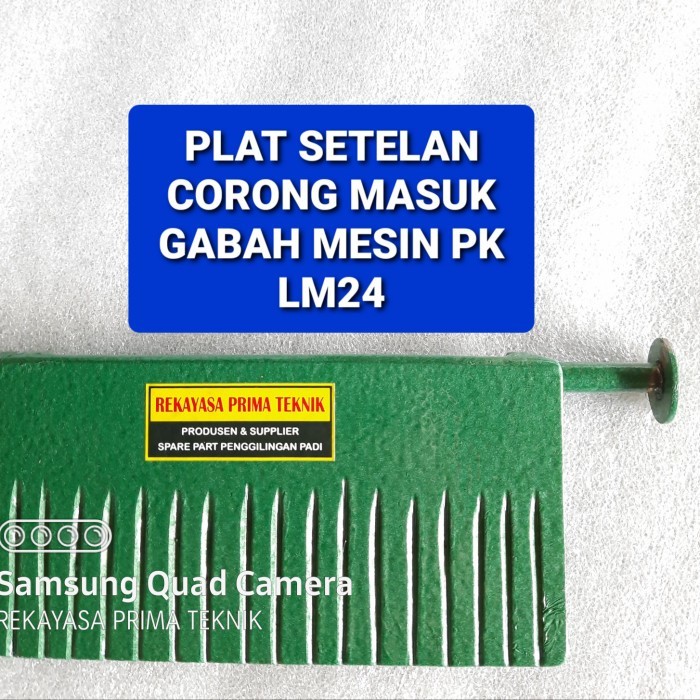 PLAT SETELAN
CORONG MASUK
GABAH MESIN PK
LM24
REKAYASA PRIMA TEKNIK
PRODUSEN & SUPPLIER
SPARE PART PENGGILINGAN PADI
Samsung Quad Camera
REKAYASA PRIMA TEKNIK